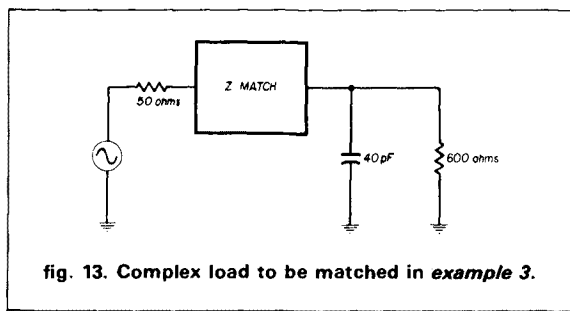 Z MATCH
50 ohms
40 pF
600 ohms
fig. 13. Complex load to be matched in example 3.